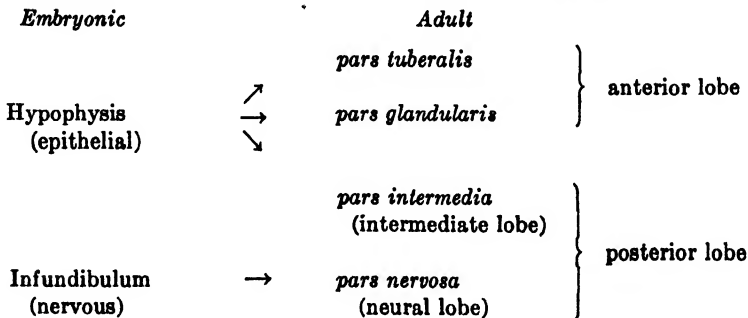 Embryonic Adult
pars tuberalis
anterior lobe
Hypophysis → pars glandularis
(epithelial)
pars intermedia
(intermediate lobe)
posterior lobe
Infundibulum → pars nervosa
(nervous) (neural lobe)